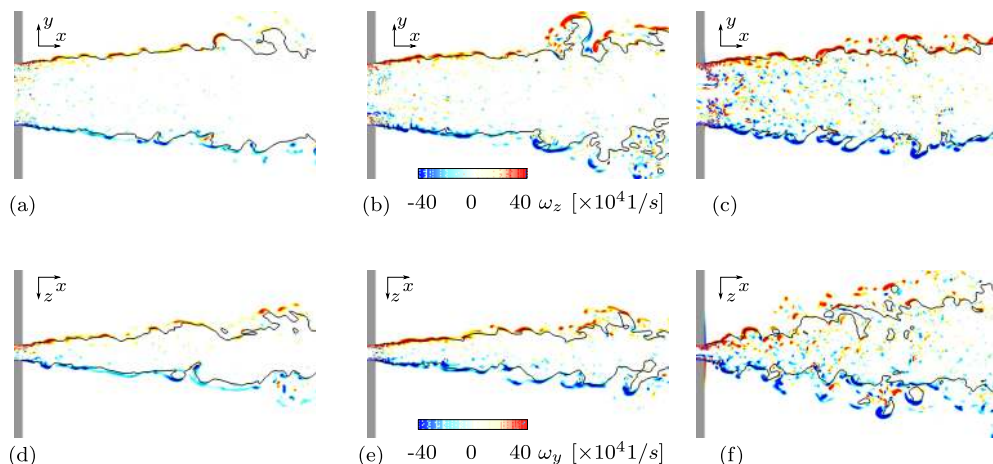 y
x
y
x
y
x
(a)
(b)
-40 0 40 ω_z [×10^4 1/s]
(c)
x
z
x
z
x
z
(d)
(e)
-40 0 40 ω_y [×10^4 1/s]
(f)